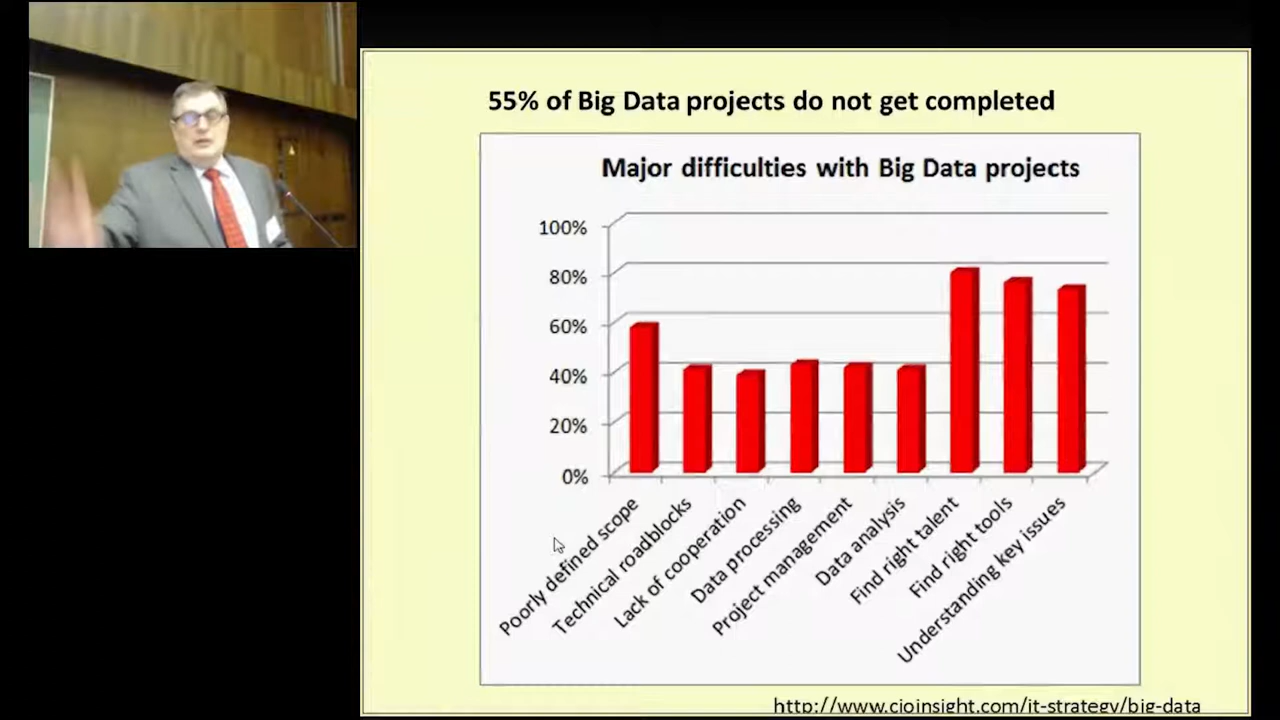 55% of Big Data projects do not get completed
Major difficulties with Big Data projects
100%
80%
60%
40%
20%
0%
Poorly defined scope
Technical roadblocks
Lack of cooperation
Data processing
Project management
Data analysis
Find right talent
Find right tools
Understanding key issues
http://www.cioinsight.com/it-strategy/big-data